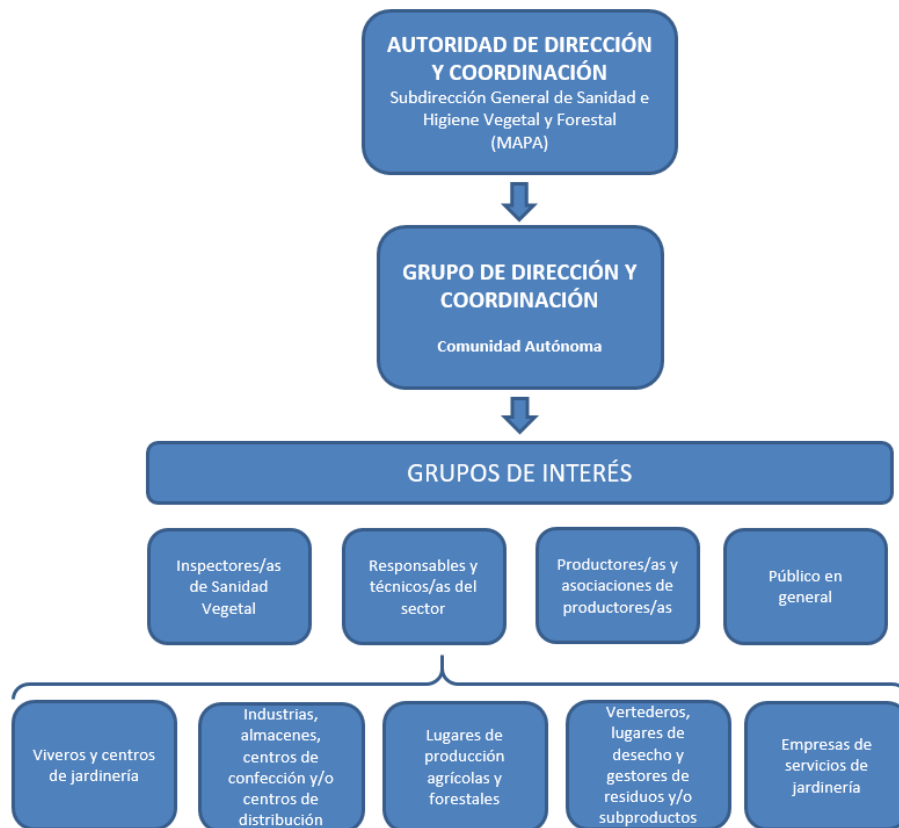 AUTORIDAD DE DIRECCIÓN
Y COORDINACIÓN
Subdirección General de Sanidad e
Higiene Vegetal y Forestal
(MAPA)
GRUPO DE DIRECCIÓN Y
COORDINACIÓN
Comunidad Autónoma
GRUPOS DE INTERÉS
Inspectores/as
de Sanidad
Vegetal
Responsables y
técnicos/as del
sector
Productores/as y
asociaciones de
productores/as
Público en
general
Viveros y centros
de jardinería
Industrias,
almacenes,
centros de
confección y/o
centros de
distribución
Lugares de
producción
agrícolas y
forestales
Vertederos,
lugares de
desecho y
gestores de
residuos y/o
subproductos
Empresas de
servicios de
jardinería